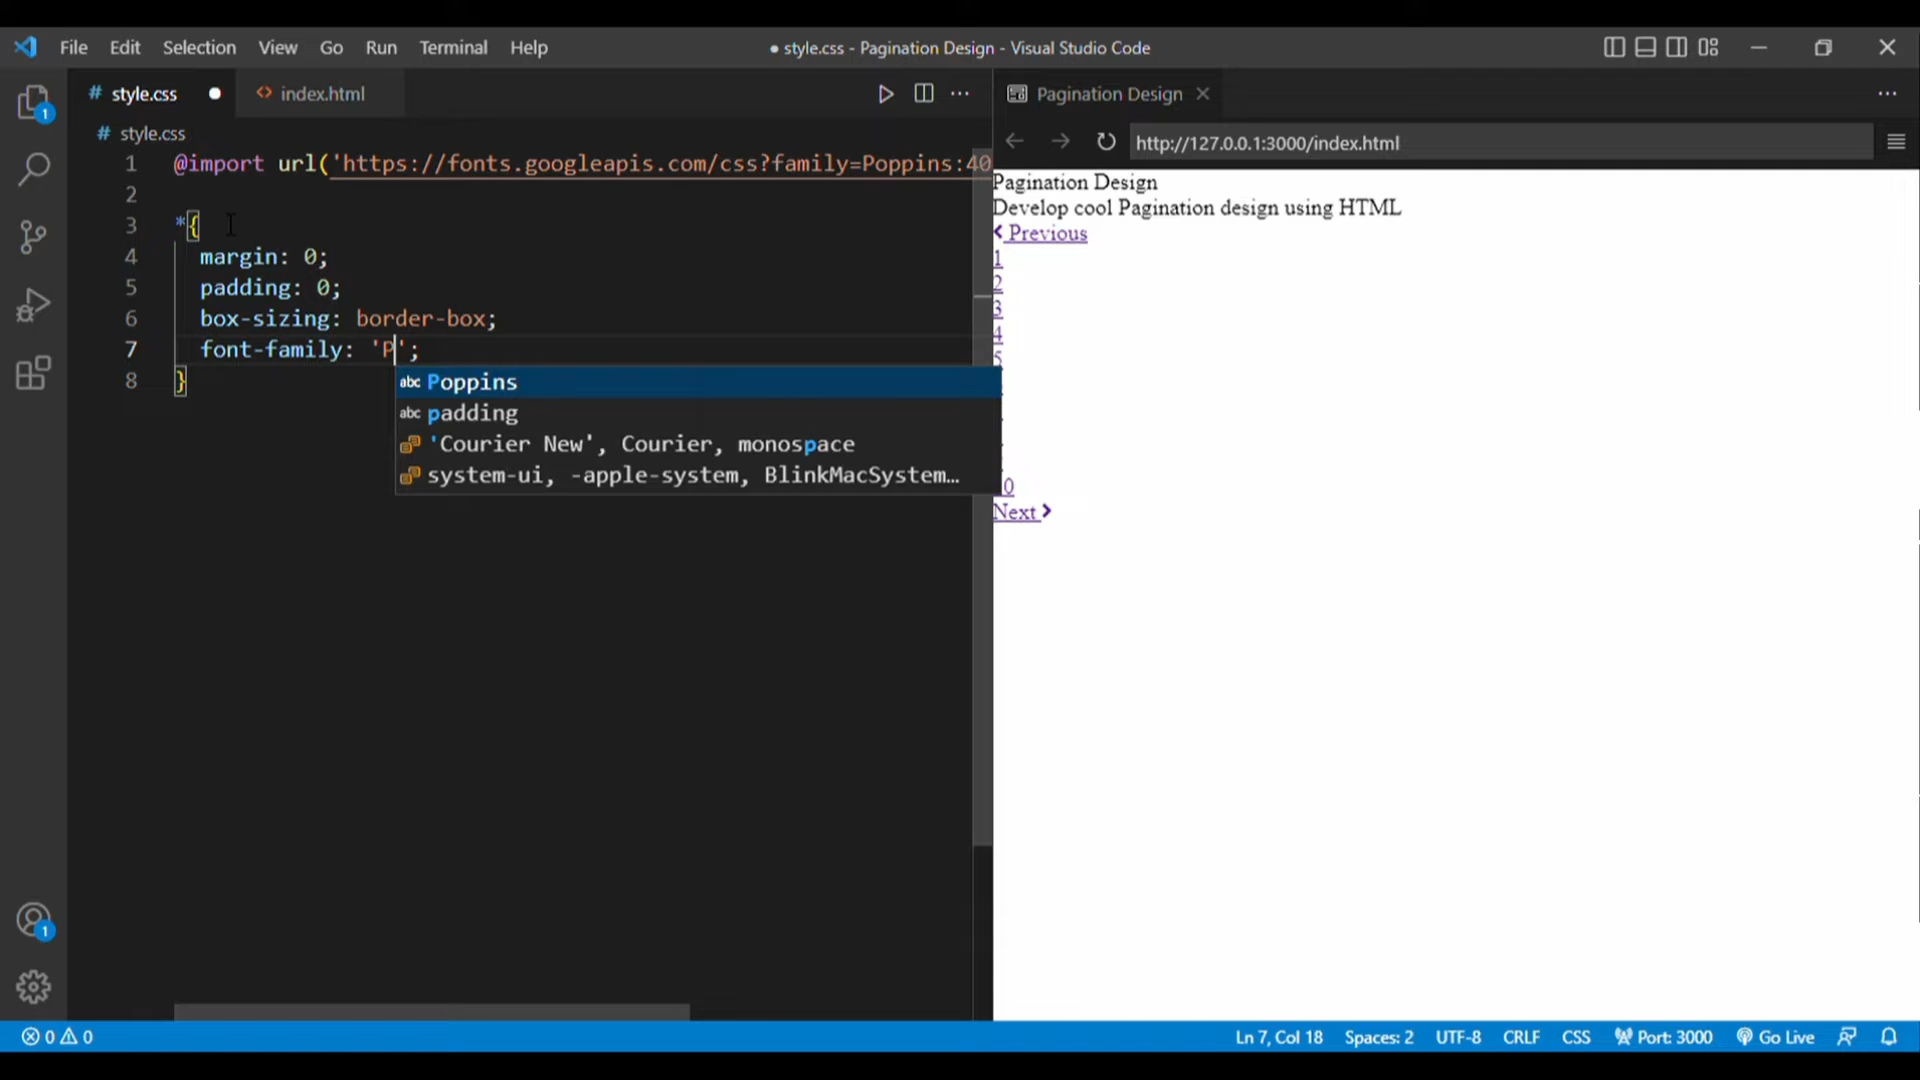 File Edit Selection View Go Run Terminal Help
● style.css - Pagination Design - Visual Studio Code
# style.css ● <> index.html
Pagination Design
# style.css
http://127.0.0.1:3000/index.html
1 @import url('https://fonts.googleapis.com/css?family=Poppins:40
2
3 *{
4 margin: 0;
5 padding: 0;
6 box-sizing: border-box;
7 font-family: 'P';
8 }
abc Poppins
abc padding
'Courier New', Courier, monospace
system-ui, -apple-system, BlinkMacSystem…
Pagination Design
Develop cool Pagination design using HTML
Previous
1
2
3
4
5
0
Next
1
1
0 0
Ln 7, Col 18 Spaces: 2 UTF-8 CRLF CSS Port: 3000 Go Live